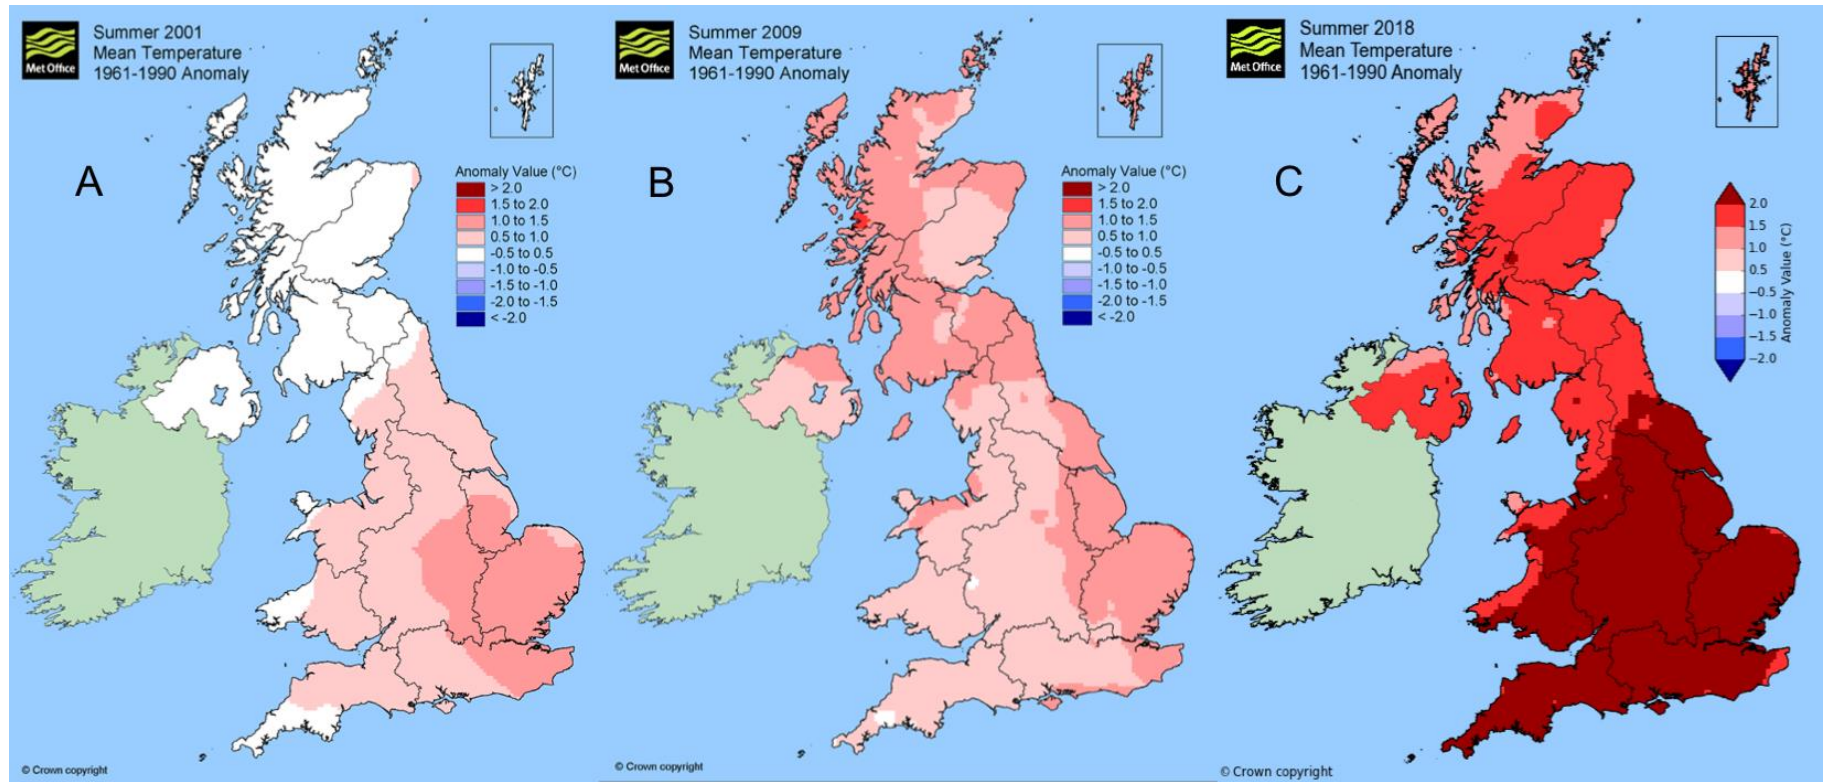 Met Office
Summer 2001
Mean Temperature
1961-1990 Anomaly
A
Anomaly Value (°C)
> 2.0
1.5 to 2.0
1.0 to 1.5
0.5 to 1.0
-0.5 to 0.5
-1.0 to -0.5
-1.5 to -1.0
-2.0 to -1.5
< -2.0
© Crown copyright
Met Office
Summer 2009
Mean Temperature
1961-1990 Anomaly
B
Anomaly Value (°C)
> 2.0
1.5 to 2.0
1.0 to 1.5
0.5 to 1.0
-0.5 to 0.5
-1.0 to -0.5
-1.5 to -1.0
-2.0 to -1.5
< -2.0
© Crown copyright
Met Office
Summer 2018
Mean Temperature
1961-1990 Anomaly
C
2.0
1.5
1.0
0.5
−0.5
−1.0
−1.5
−2.0
Anomaly Value (°C)
© Crown copyright